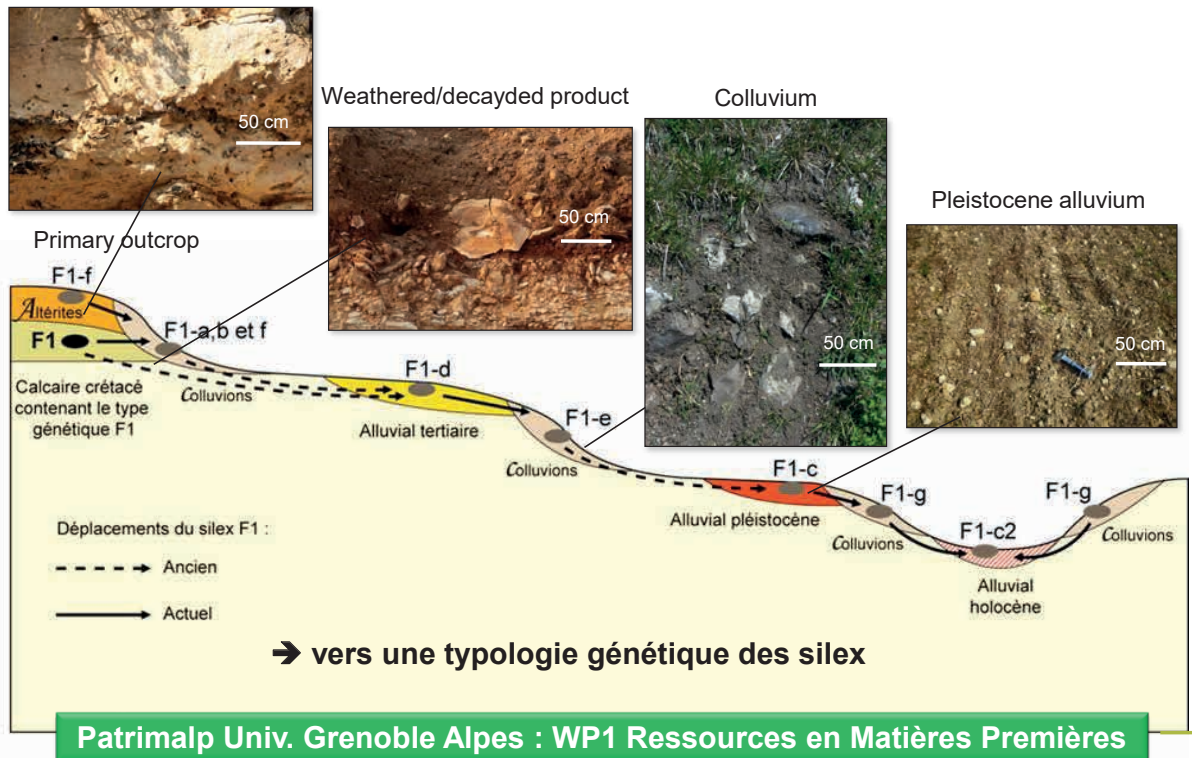 50 cm
Weathered/decayded product
50 cm
Colluvium
50 cm
Pleistocene alluvium
50 cm
Primary outcrop
F1-f
Altérites
F1
F1-a,b et f
Calcaire crétacé
contenant le type
génétique F1
Colluvions
F1-d
Alluvial tertiaire
F1-e
Colluvions
F1-c
Alluvial pléistocène
F1-g
Colluvions
F1-c2
Alluvial
holocène
F1-g
Colluvions
Déplacements du silex F1 :
Ancien
Actuel
➔ vers une typologie génétique des silex
Patrimalp Univ. Grenoble Alpes : WP1 Ressources en Matières Premières